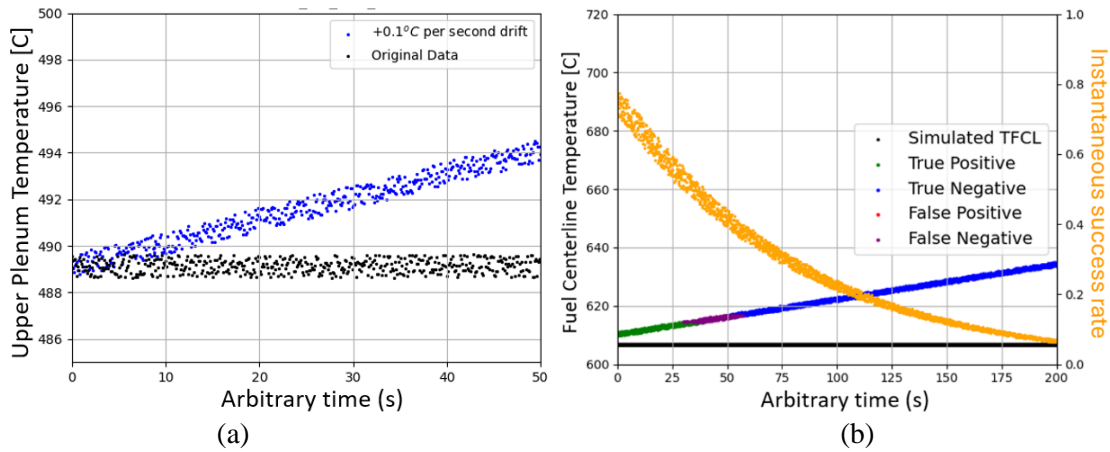 500
498
496
494
492
490
488
486
Upper Plenum Temperature [C]
+0.1°C per second drift
Original Data
0
10
20
30
40
50
Arbitrary time (s)
(a)
720
700
680
660
640
620
600
Fuel Centerline Temperature [C]
1.0
0.8
0.6
0.4
0.2
0.0
Instantaneous success rate
Simulated TFCL
True Positive
True Negative
False Positive
False Negative
0
25
50
75
100
125
150
175
200
Arbitrary time (s)
(b)